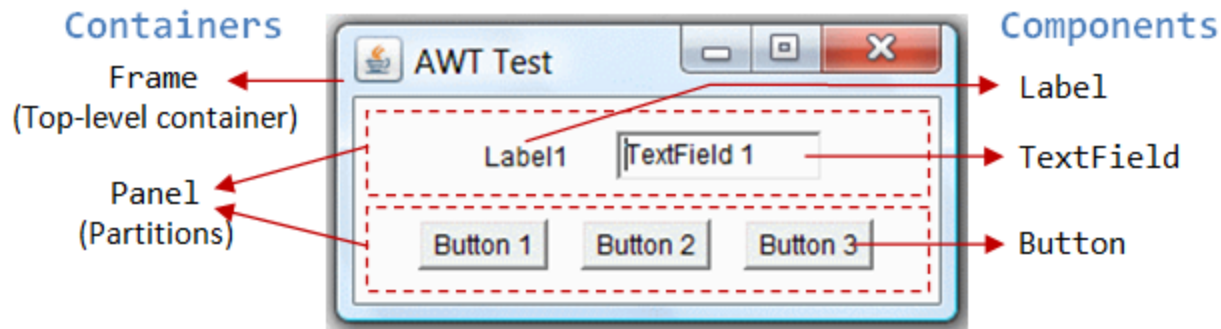 Containers
Frame
(Top-level container)
Panel
(Partitions)
AWT Test
Label1
TextField 1
Button 1
Button 2
Button 3
Components
Label
TextField
Button